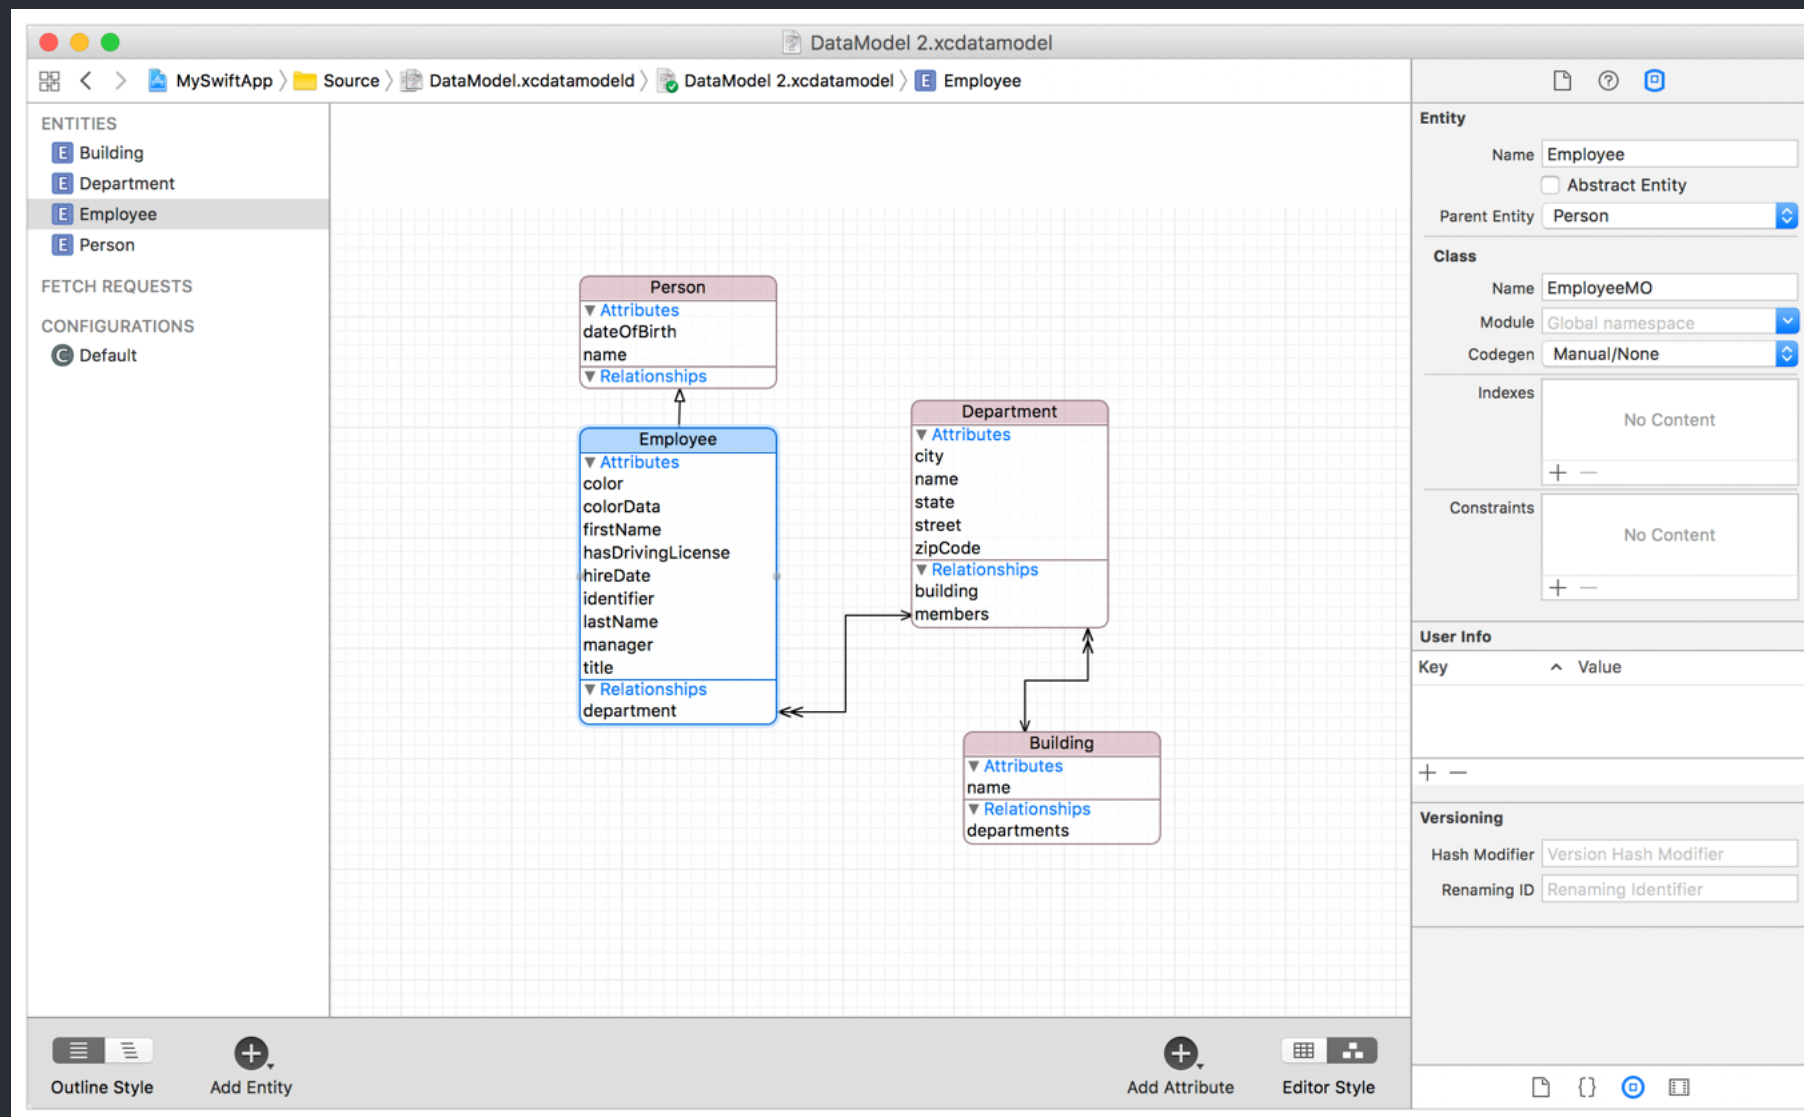 DataModel 2.xcdatamodel
MySwiftApp Source DataModel.xcdatamodeld DataModel 2.xcdatamodel E Employee
ENTITIES
E Building
E Department
E Employee
E Person
FETCH REQUESTS
CONFIGURATIONS
C Default
Person
Attributes
dateOfBirth
name
Relationships
Employee
Attributes
color
colorData
firstName
hasDrivingLicense
hireDate
identifier
lastName
manager
title
Relationships
department
Department
Attributes
city
name
state
street
zipCode
Relationships
building
members
Building
Attributes
name
Relationships
departments
Outline Style
Add Entity
Add Attribute
Editor Style
Entity
Name Employee
Abstract Entity
Parent Entity Person
Class
Name EmployeeMO
Module Global namespace
Codegen Manual/None
Indexes
No Content
Constraints
No Content
User Info
Key Value
Versioning
Hash Modifier Version Hash Modifier
Renaming ID Renaming Identifier